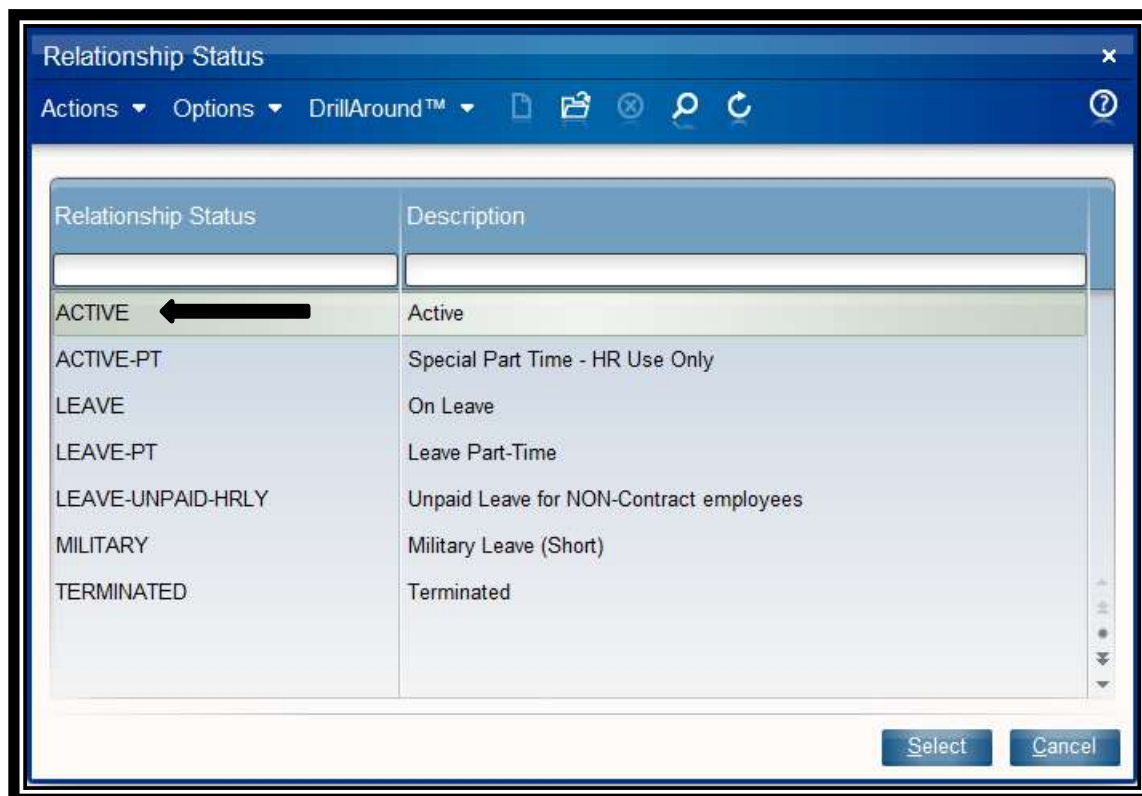 Relationship Status
Actions Options DrillAround™
Relationship Status Description
ACTIVE Active
ACTIVE-PT Special Part Time - HR Use Only
LEAVE On Leave
LEAVE-PT Leave Part-Time
LEAVE-UNPAID-HRLY Unpaid Leave for NON-Contract employees
MILITARY Military Leave (Short)
TERMINATED Terminated
Select Cancel